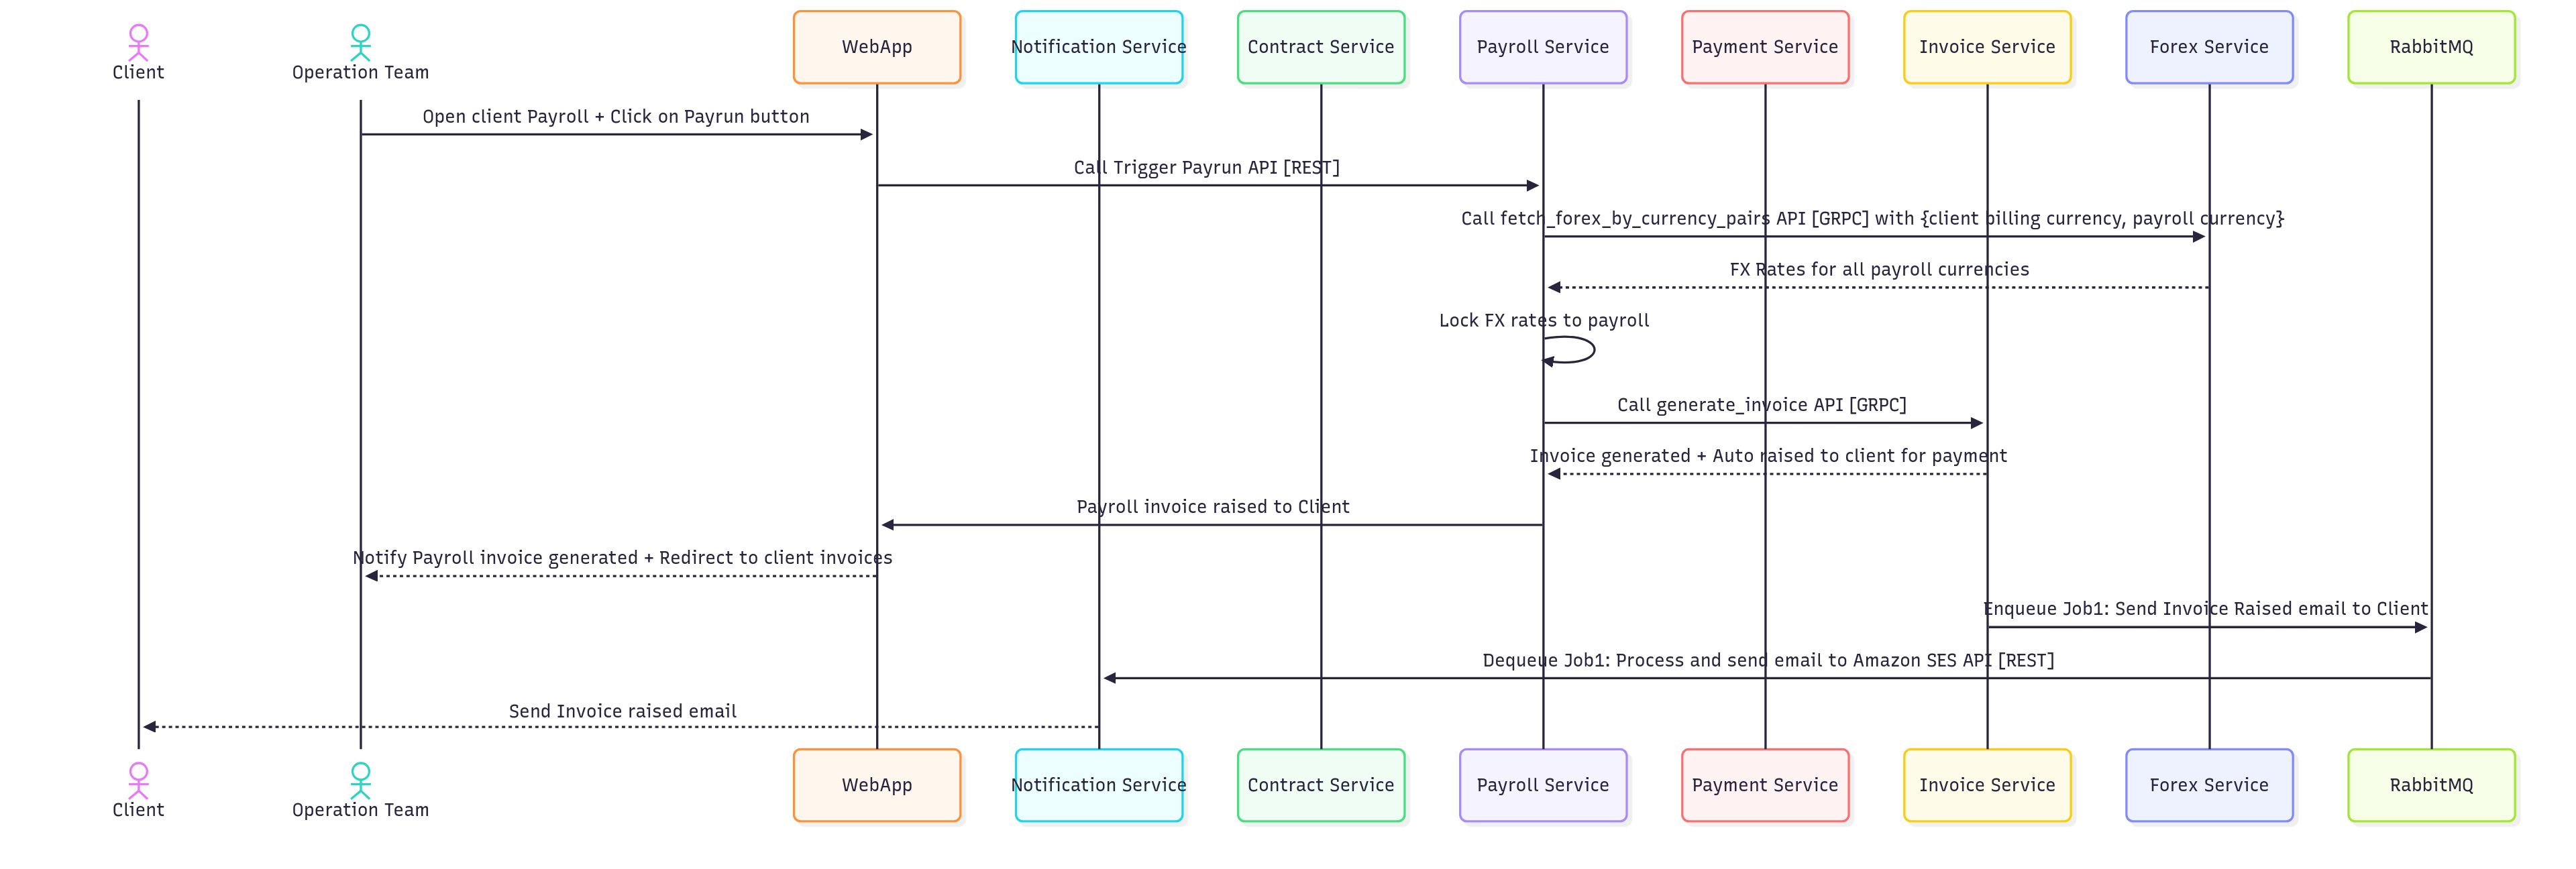 Client
Operation Team
WebApp
Notification Service
Contract Service
Payroll Service
Payment Service
Invoice Service
Forex Service
RabbitMQ
Open client Payroll + Click on Payrun button
Call Trigger Payrun API [REST]
Call fetch_forex_by_currency_pairs API [GRPC] with {client billing currency, payroll currency}
FX Rates for all payroll currencies
Lock FX rates to payroll
Call generate_invoice API [GRPC]
Invoice generated + Auto raised to client for payment
Payroll invoice raised to Client
Notify Payroll invoice generated + Redirect to client invoices
Enqueue Job1: Send Invoice Raised email to Client
Dequeue Job1: Process and send email to Amazon SES API [REST]
Send Invoice raised email
Client
Operation Team
WebApp
Notification Service
Contract Service
Payroll Service
Payment Service
Invoice Service
Forex Service
RabbitMQ